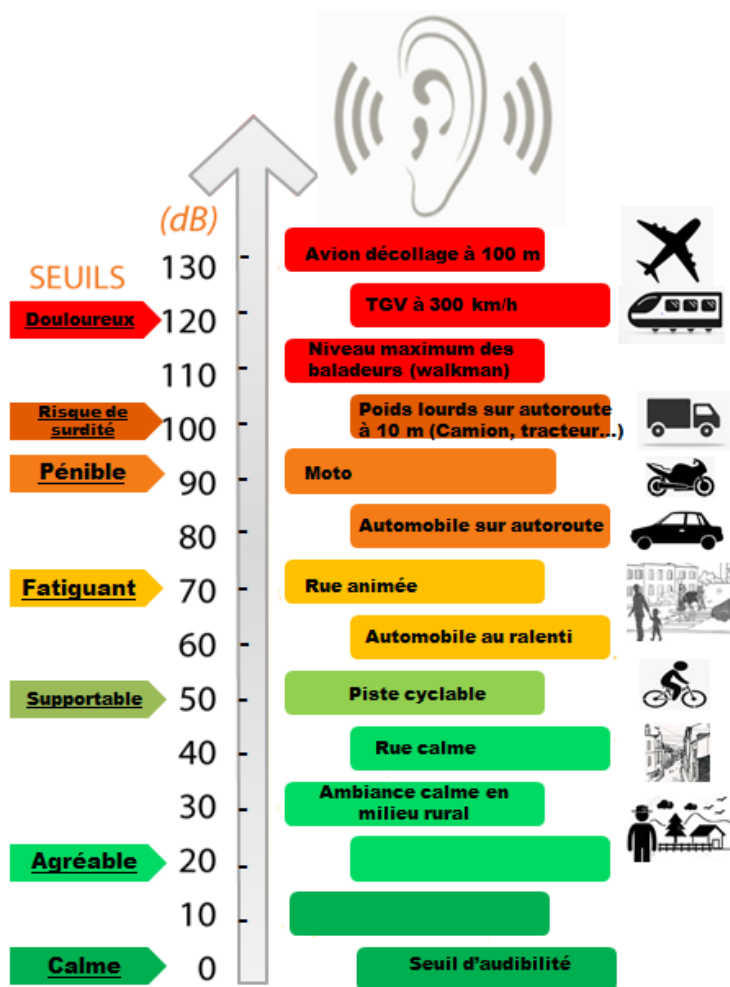 (dB)
SEUILS
130
Avion décollage à 100 m
Douloureux
120
TGV à 300 km/h
110
Niveau maximum des
baladeurs (walkman)
Risque de
surdité
100
Poids lourds sur autoroute
à 10 m (Camion, tracteur...)
Pénible
90
Moto
80
Automobile sur autoroute
Fatiguant
70
Rue animée
60
Automobile au ralenti
Supportable
50
Piste cyclable
40
Rue calme
30
Ambiance calme en
milieu rural
Agréable
20
10
Calme
0
Seuil d'audibilité